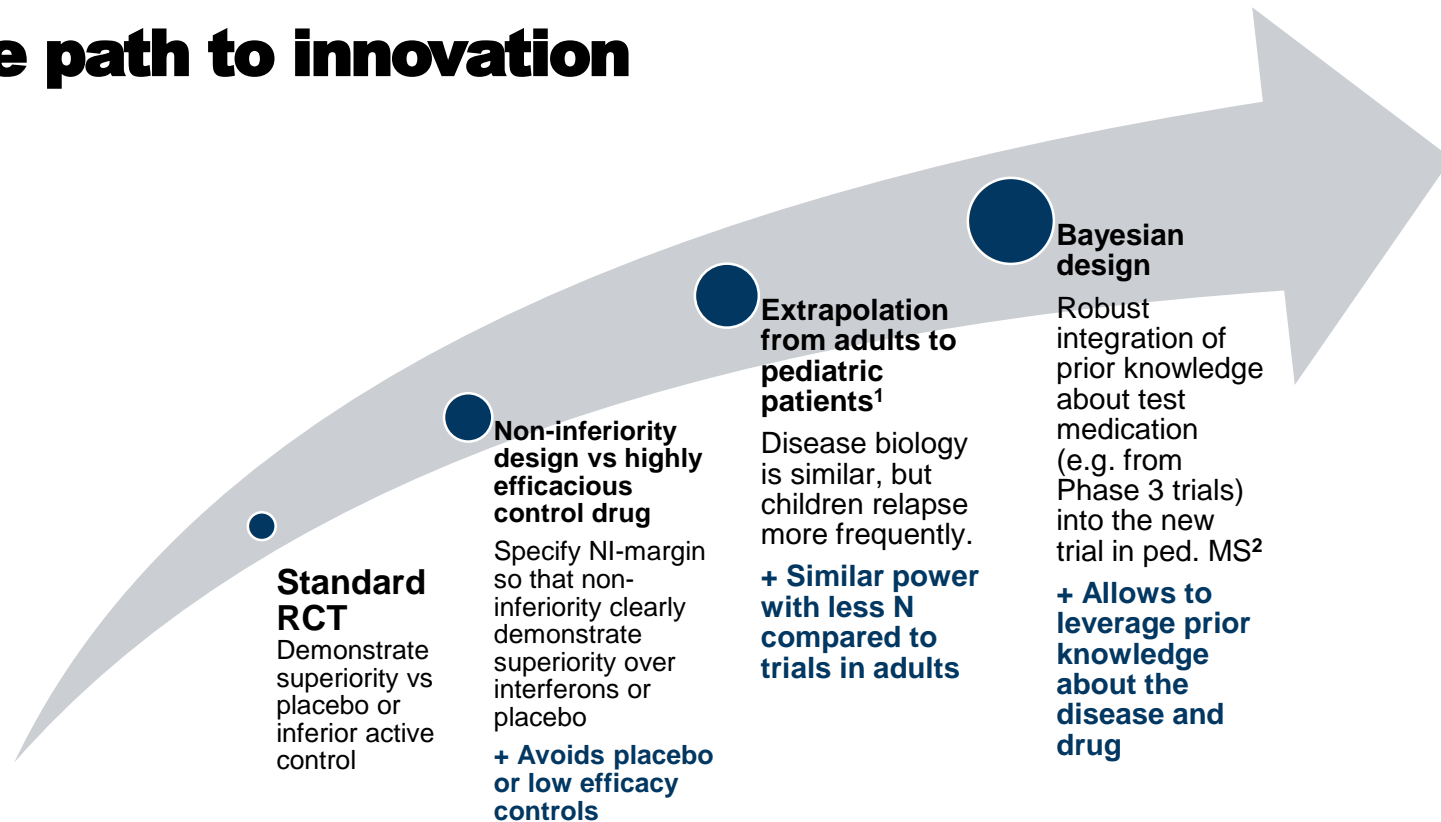 e path to innovation
Standard
RCT
Demonstrate
superiority vs
placebo or
inferior active
control
Non-inferiority
design vs highly
efficacious
control drug
Specify NI-margin
so that non-
inferiority clearly
demonstrate
superiority over
interferons or
placebo
+ Avoids placebo
or low efficacy
controls
Extrapolation
from adults to
pediatric
patients¹
Disease biology
is similar, but
children relapse
more frequently.
+ Similar power
with less N
compared to
trials in adults
Bayesian
design
Robust
integration of
prior knowledge
about test
medication
(e.g. from
Phase 3 trials)
into the new
trial in ped. MS²
+ Allows to
leverage prior
knowledge
about the
disease and
drug